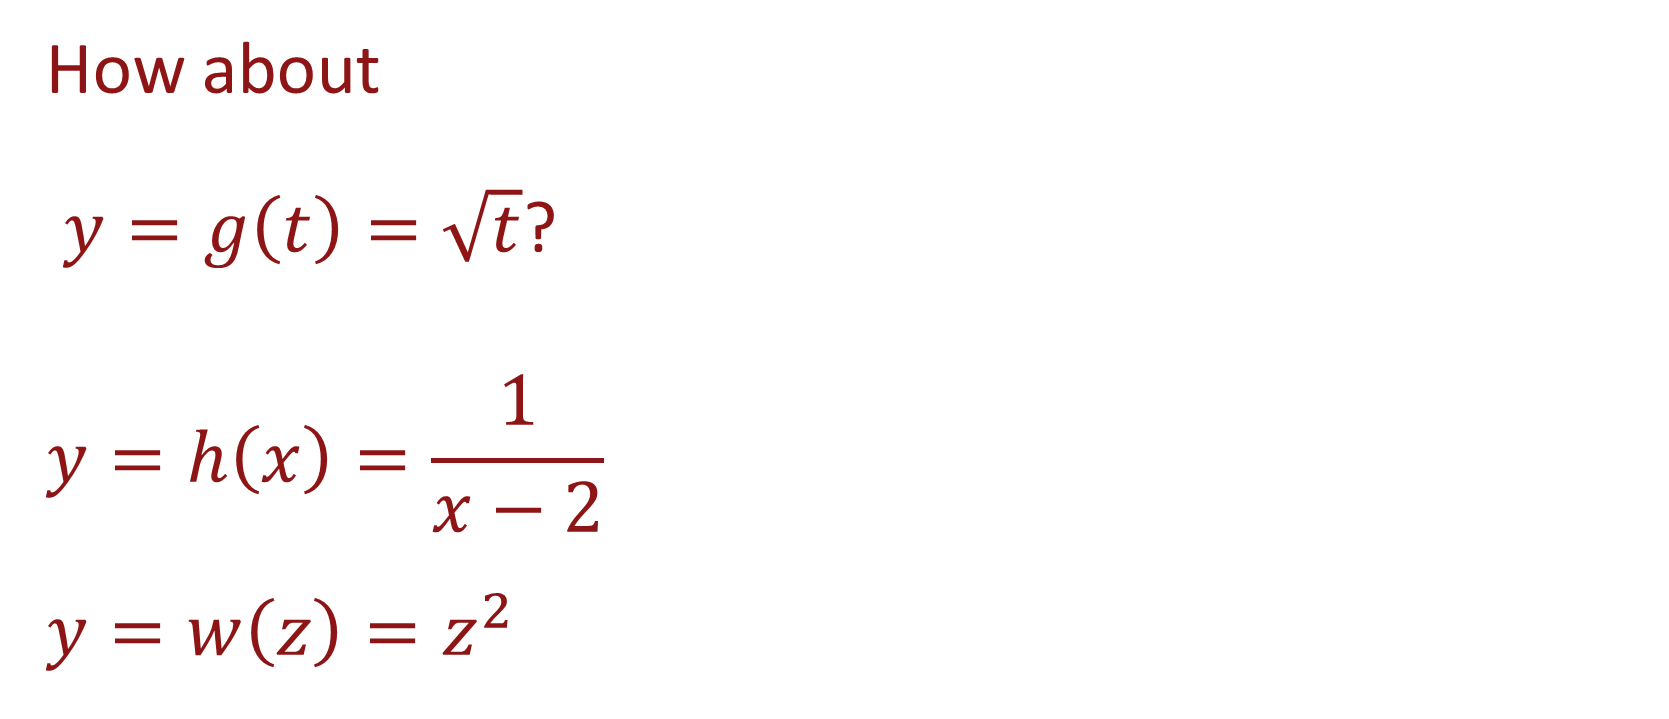 How about
y = g(t) = √t?
y = h(x) = 1/(x − 2)
y = w(z) = z²